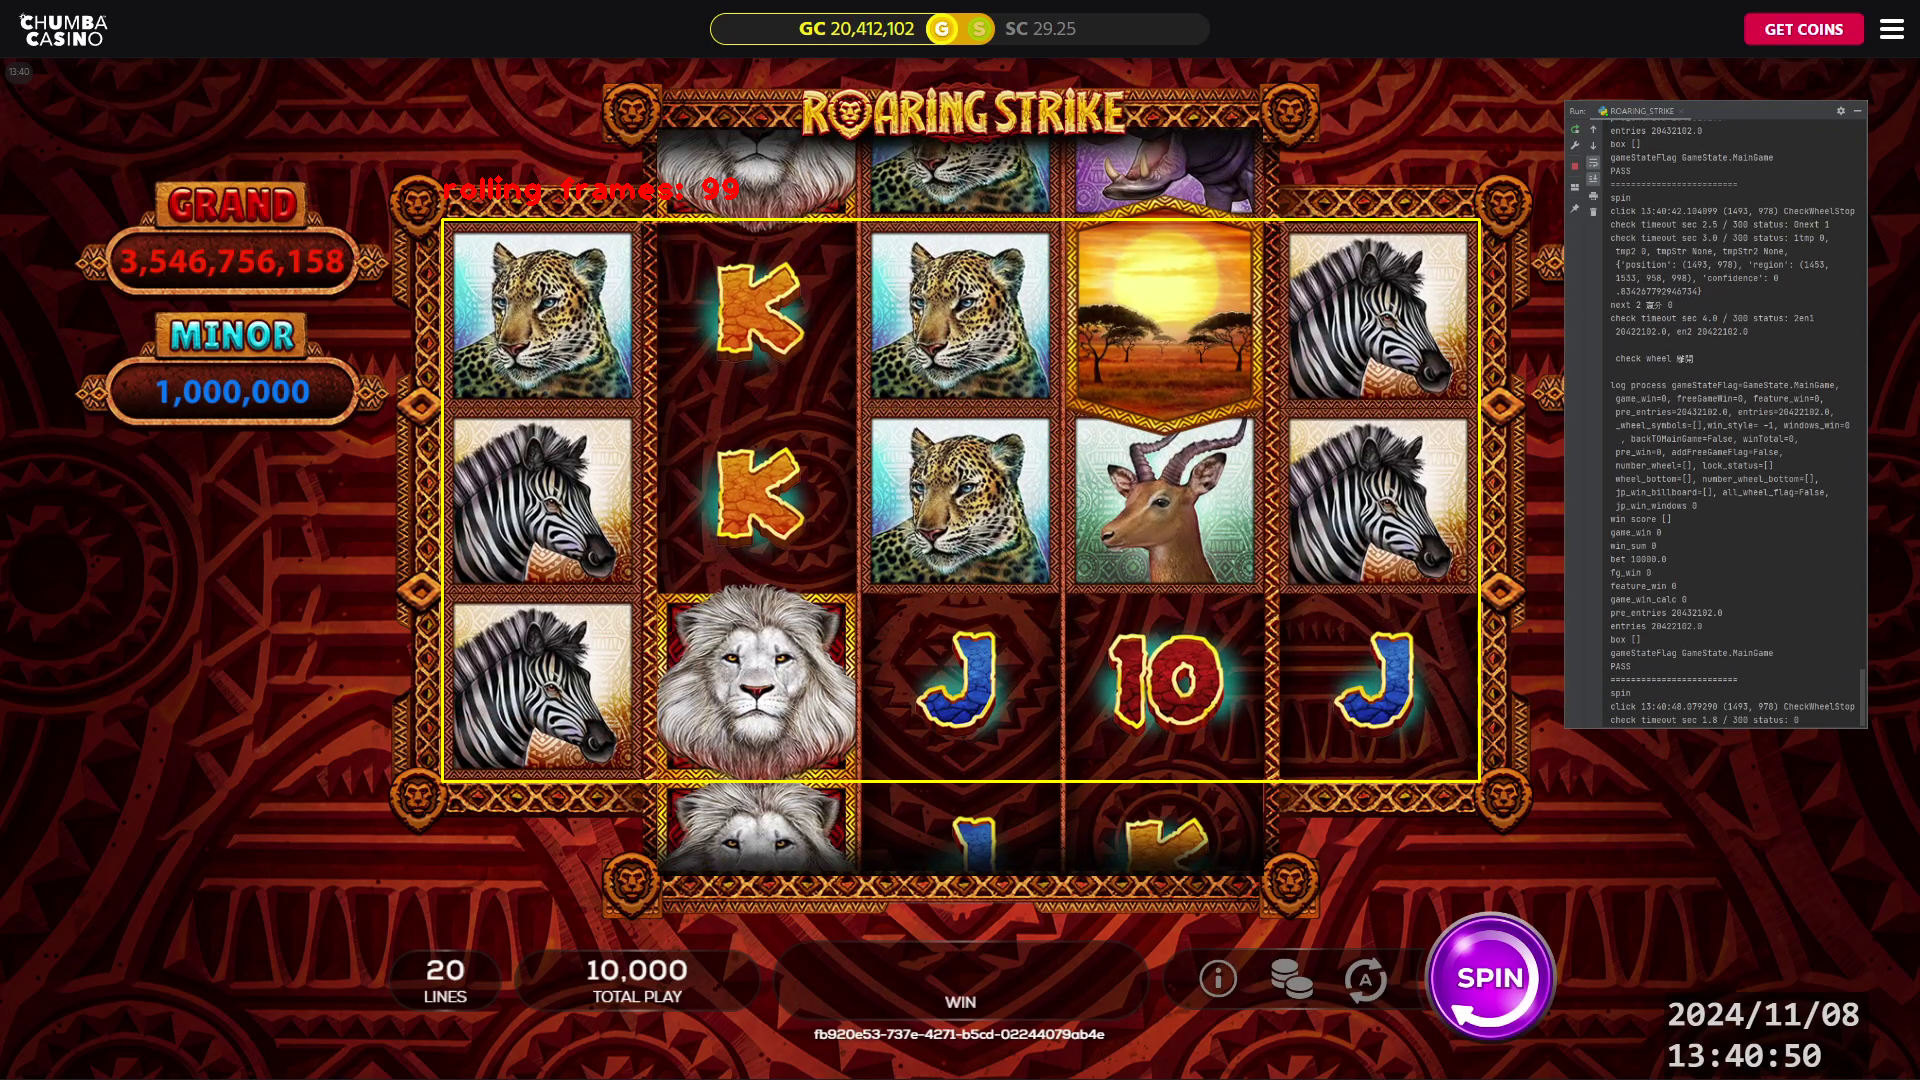 CHUMBA
CASINO
GC 20,412,102 G S SC 29.25
GET COINS
13:40
ROARING STRIKE
rolling frames: 99
GRAND
3,546,756,158
MINOR
1,000,000
K
K
J 10 J
J K
Run: ROARING_STRIKE
entries 20432102.0
box []
gameStateFlag GameState.MainGame
PASS
=========================
spin
click 13:40:42.104099 (1493, 978) CheckWheelStop
check timeout sec 2.5 / 300 status: 0next 1
check timeout sec 3.0 / 300 status: 1tmp 0,
tmp2 0, tmpStr None, tmpStr2 None,
{'position': (1493, 978), 'region': (1453,
1533, 958, 998), 'confidence': 0
.834267792946734}
next 2 贏分 0
check timeout sec 4.0 / 300 status: 2en1
20422102.0, en2 20422102.0
check wheel
log process gameStateFlag=GameState.MainGame,
game_win=0, freeGameWin=0, feature_win=0,
pre_entries=20432102.0, entries=20422102.0,
_wheel_symbols=[],win_style= -1, windows_win=0
, backTOMainGame=False, winTotal=0,
pre_win=0, addFreeGameFlag=False,
number_wheel=[], lock_status=[]
wheel_bottom=[], number_wheel_bottom=[],
jp_win_billboard=[], all_wheel_flag=False,
jp_win_windows 0
win score []
game_win 0
win_sum 0
bet 10000.0
fg_win 0
feature_win 0
game_win_calc 0
pre_entries 20432102.0
entries 20422102.0
box []
gameStateFlag GameState.MainGame
PASS
=========================
spin
click 13:40:48.079290 (1493, 978) CheckWheelStop
check timeout sec 1.8 / 300 status: 0
20
LINES
10,000
TOTAL PLAY
WIN
fb920e53-737e-4271-b5cd-02244079ab4e
A
SPIN
2024/11/08
13:40:50